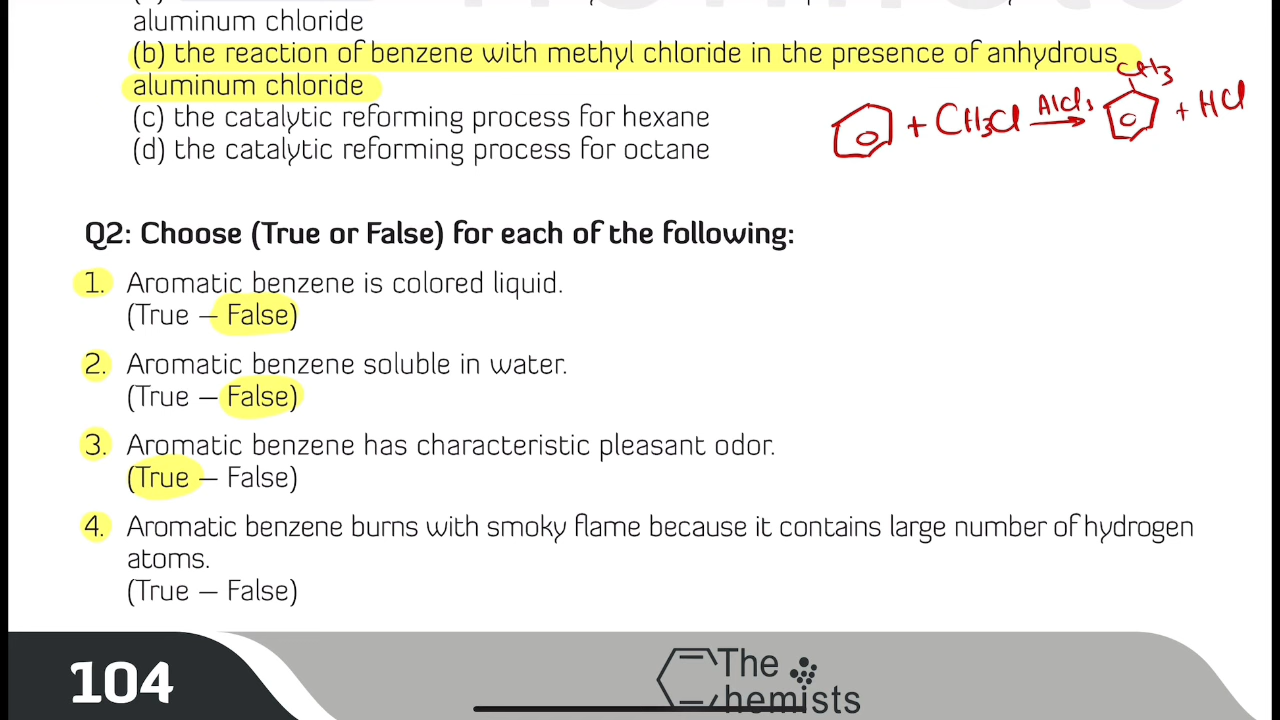 aluminum chloride
(b) the reaction of benzene with methyl chloride in the presence of anhydrous
aluminum chloride
(c) the catalytic reforming process for hexane
(d) the catalytic reforming process for octane
CH3
+ CH3Cl AlCl3 + HCl
Q2: Choose (True or False) for each of the following:
1. Aromatic benzene is colored liquid.
(True – False)
2. Aromatic benzene soluble in water.
(True – False)
3. Aromatic benzene has characteristic pleasant odor.
(True – False)
4. Aromatic benzene burns with smoky flame because it contains large number of hydrogen
atoms.
(True – False)
104
The
Chemists